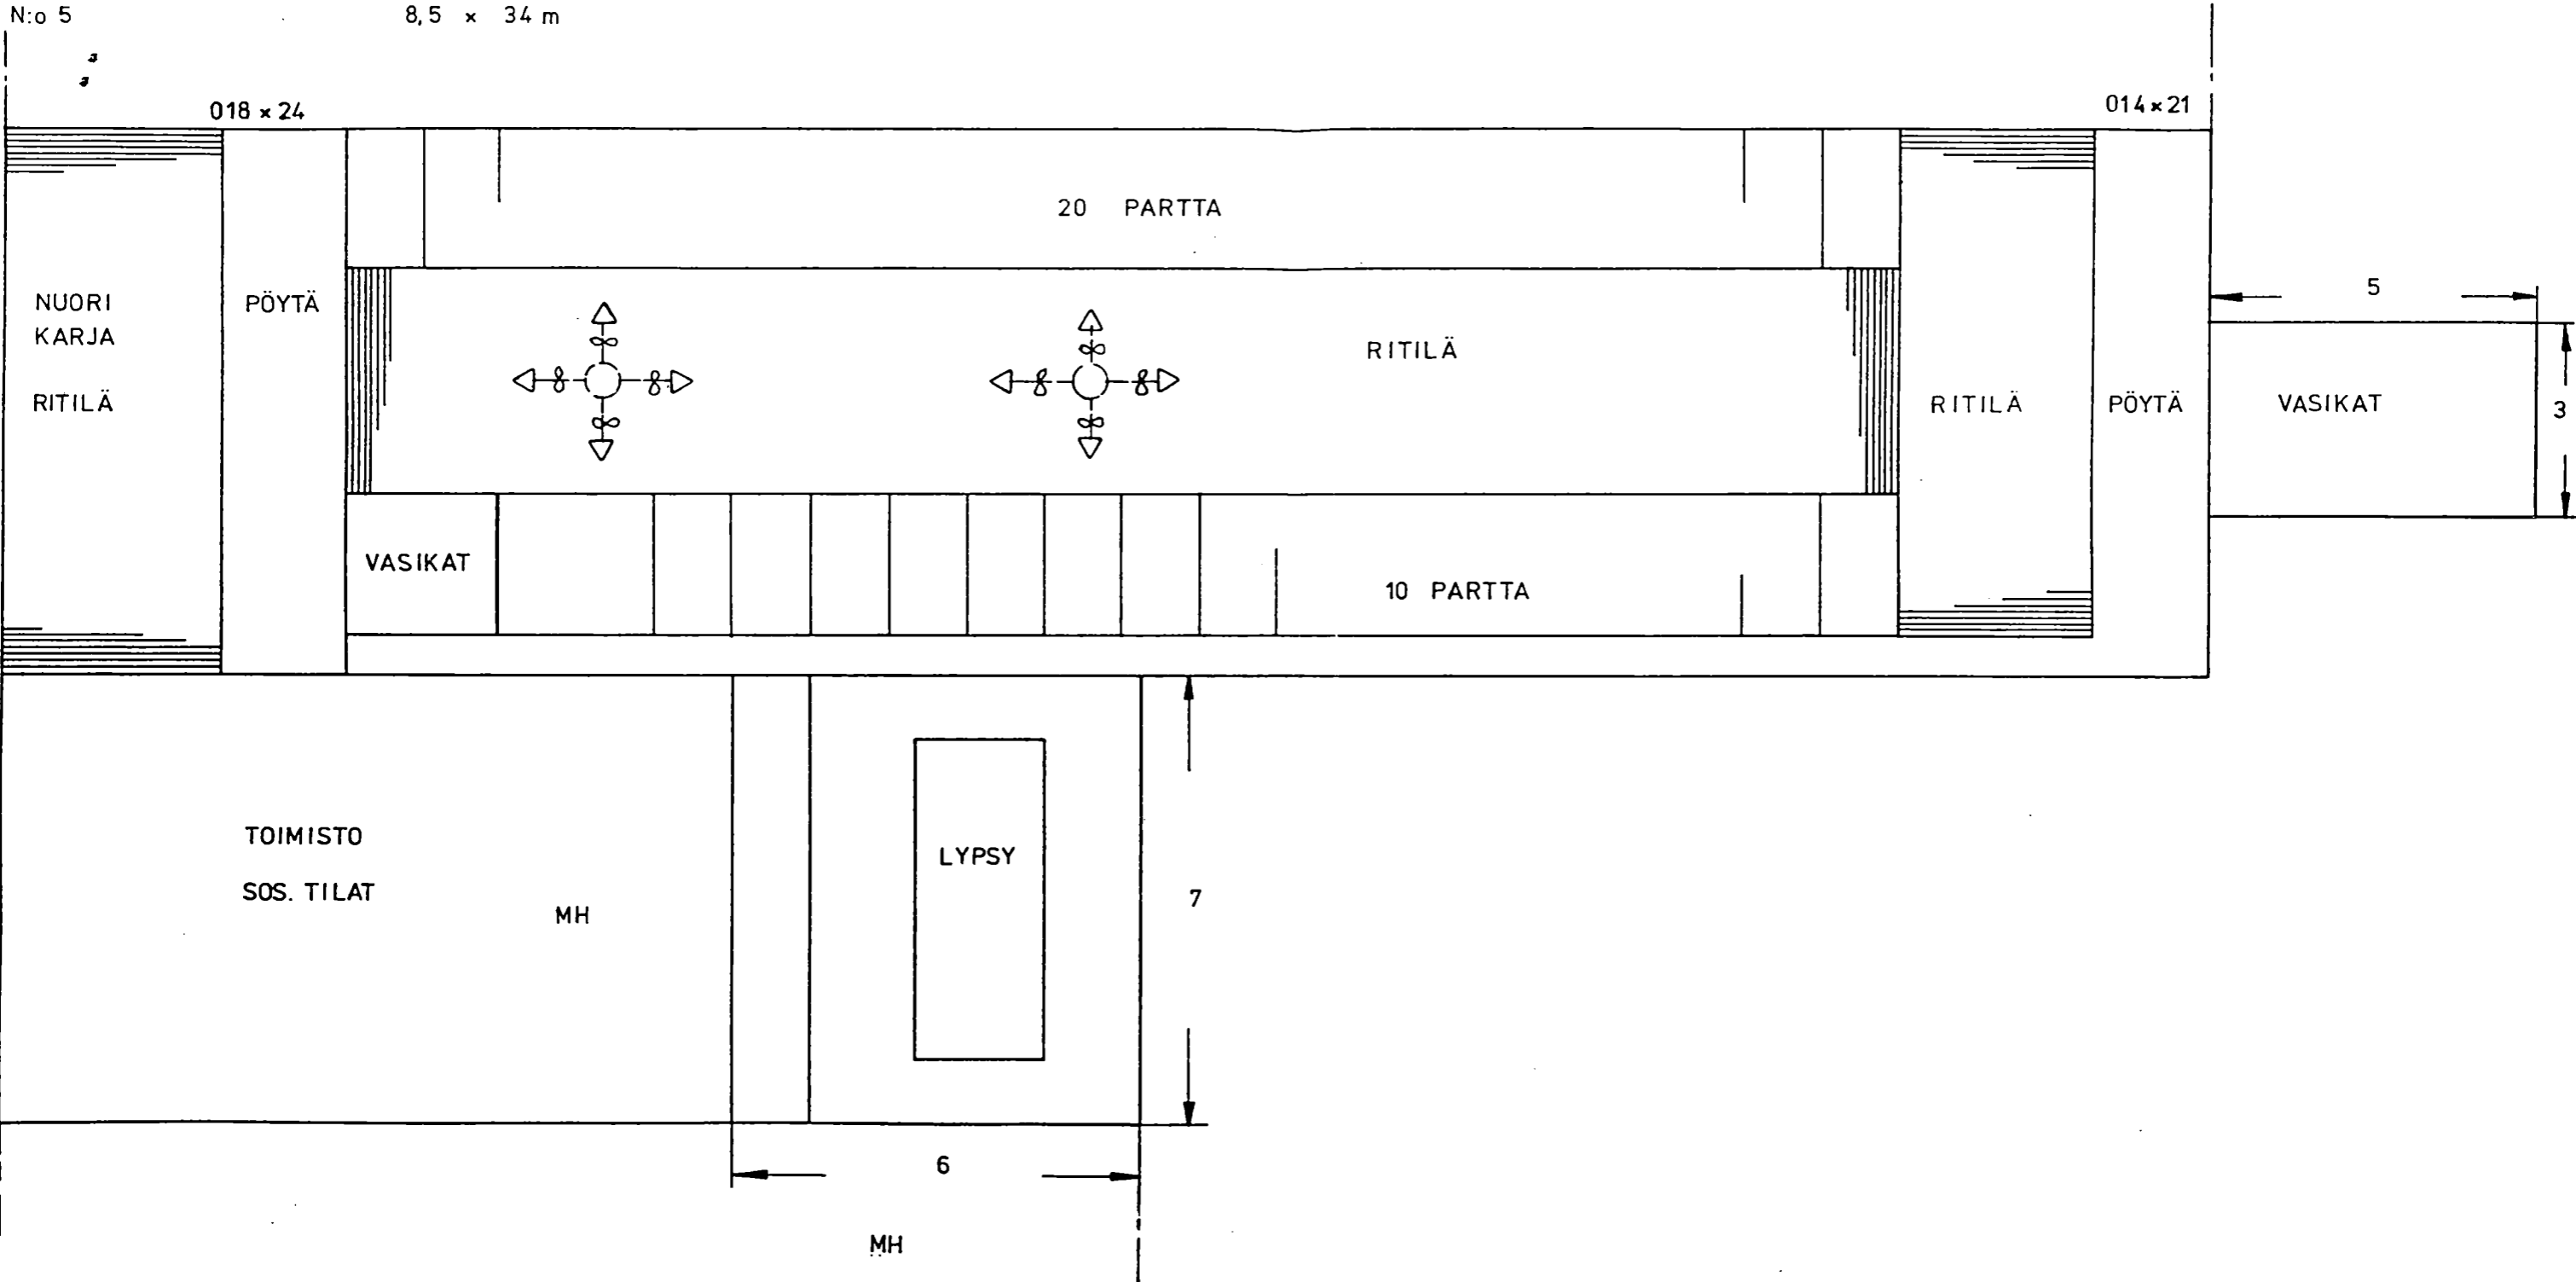 N:o 5
8,5 × 34 m
018 × 24
014 × 21
20 PARTTA
NUORI
KARJA
RITILÄ
PÖYTÄ
RITILÄ
RITILÄ
PÖYTÄ
VASIKAT
5
3
VASIKAT
10 PARTTA
TOIMISTO
SOS. TILAT
MH
LYPSY
7
6
MH